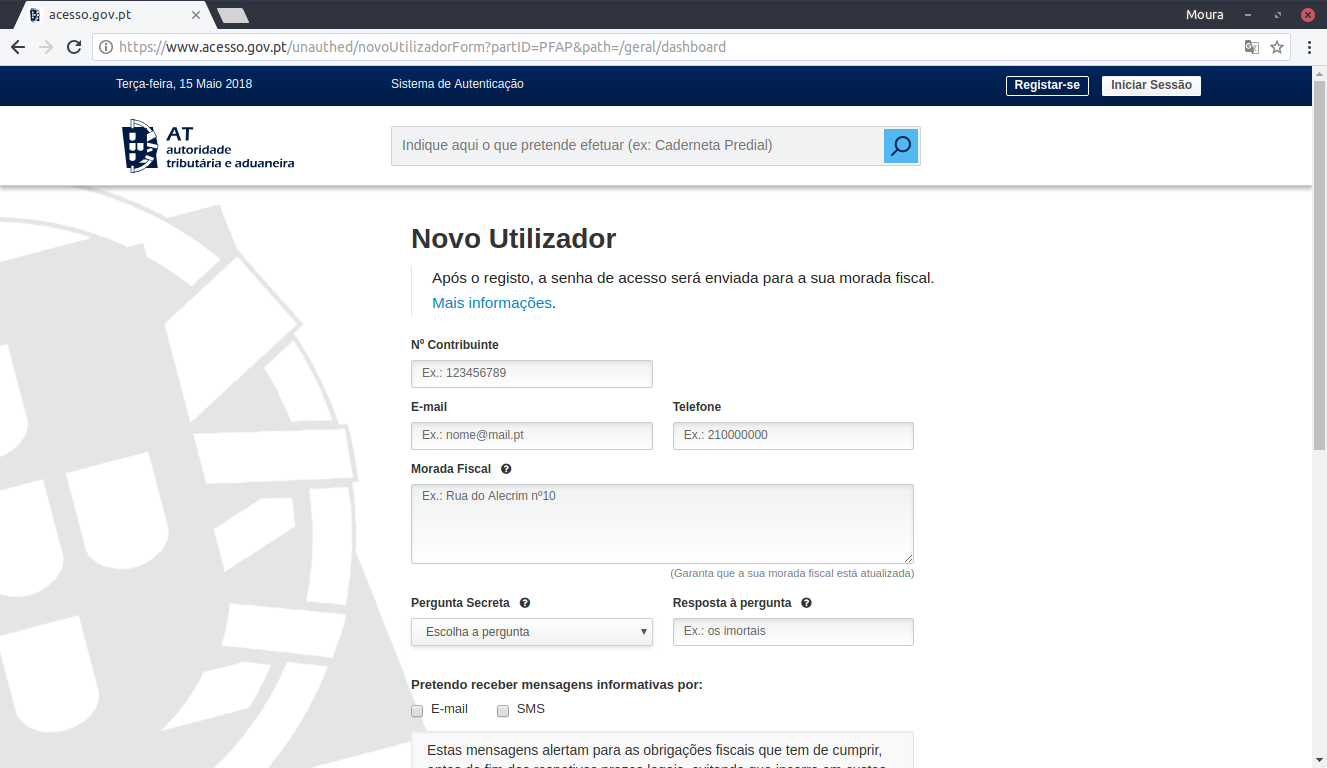 acesso.gov.pt
Moura
https://www.acesso.gov.pt/unauthed/novoUtilizadorForm?partID=PFAP&path=/geral/dashboard
Terça-feira, 15 Maio 2018
Sistema de Autenticação
Registar-se
Iniciar Sessão
AT
autoridade
tributária e aduaneira
Indique aqui o que pretende efetuar (ex: Caderneta Predial)
Novo Utilizador
Após o registo, a senha de acesso será enviada para a sua morada fiscal.
Mais informações.
Nº Contribuinte
Ex.: 123456789
E-mail
Telefone
Ex.: nome@mail.pt
Ex.: 210000000
Morada Fiscal
Ex.: Rua do Alecrim nº10
(Garanta que a sua morada fiscal está atualizada)
Pergunta Secreta
Resposta à pergunta
Escolha a pergunta
Ex.: os imortais
Pretendo receber mensagens informativas por:
E-mail
SMS
Estas mensagens alertam para as obrigações fiscais que tem de cumprir,